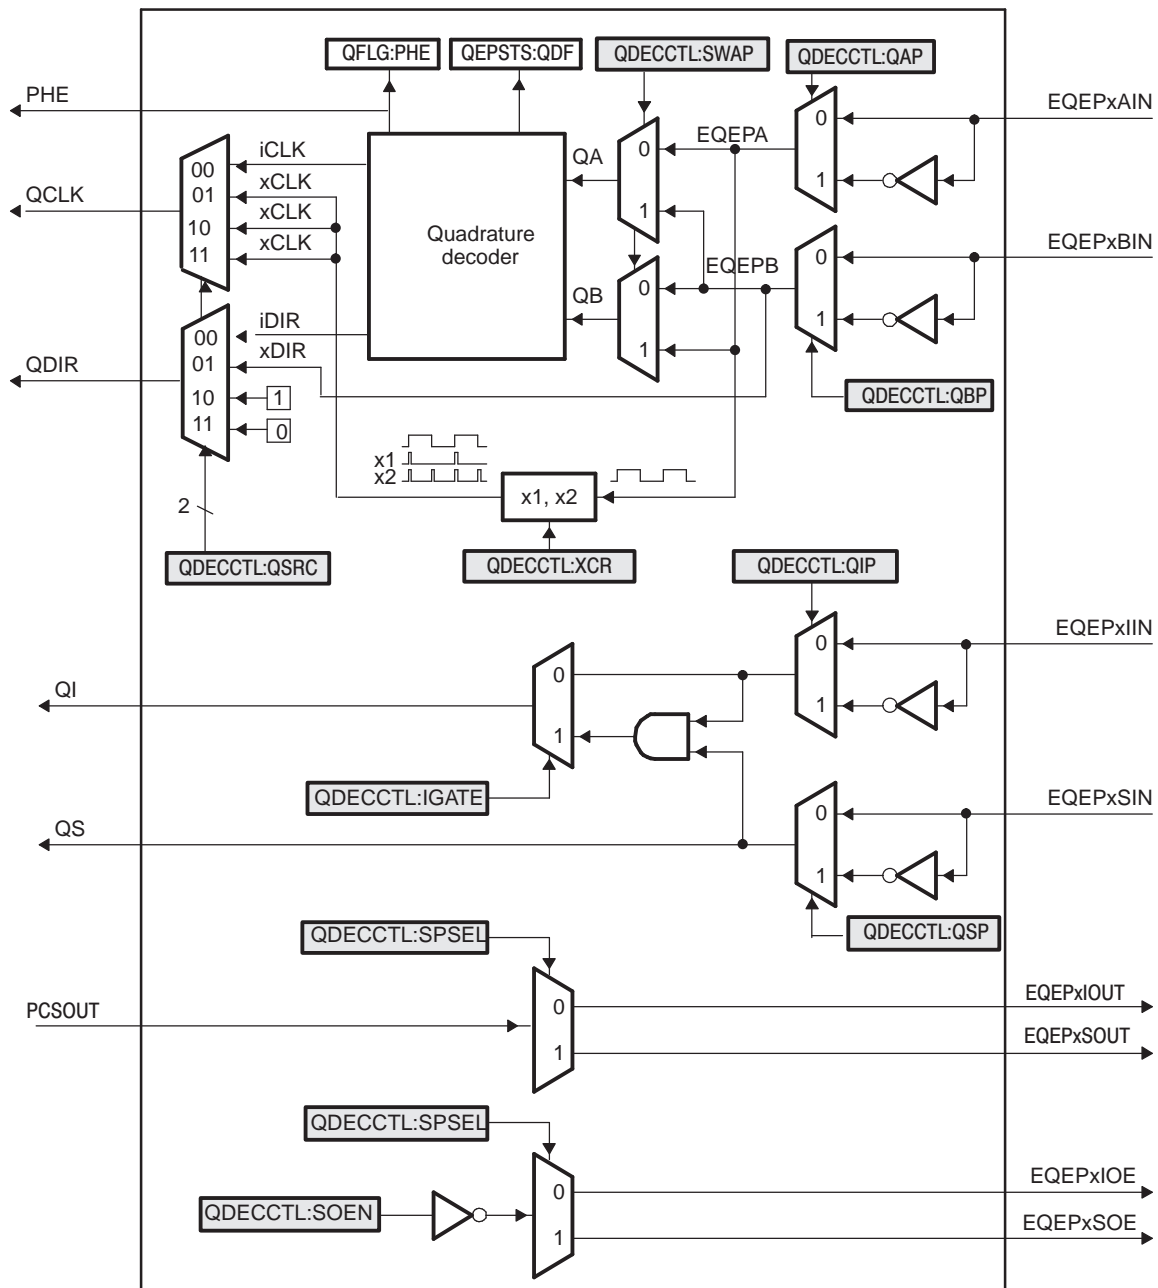 QFLG:PHE
QEPSTS:QDF
QDECCTL:SWAP
QDECCTL:QAP
PHE
EQEPxAIN
0
EQEPA
00
iCLK
QA
0
01
xCLK
1
QCLK
10
xCLK
1
11
xCLK
Quadrature
decoder
EQEPxBIN
EQEPB
0
QB
0
00
iDIR
1
01
xDIR
1
QDIR
10
1
QDECCTL:QBP
11
0
x1
x2
2
x1, x2
QDECCTL:QSRC
QDECCTL:XCR
QDECCTL:QIP
EQEPxIIN
0
0
QI
1
1
QDECCTL:IGATE
EQEPxSIN
0
QS
1
QDECCTL:SPSEL
QDECCTL:QSP
EQEPxIOUT
PCSOUT
0
EQEPxSOUT
1
QDECCTL:SPSEL
EQEPxIOE
0
QDECCTL:SOEN
EQEPxSOE
1